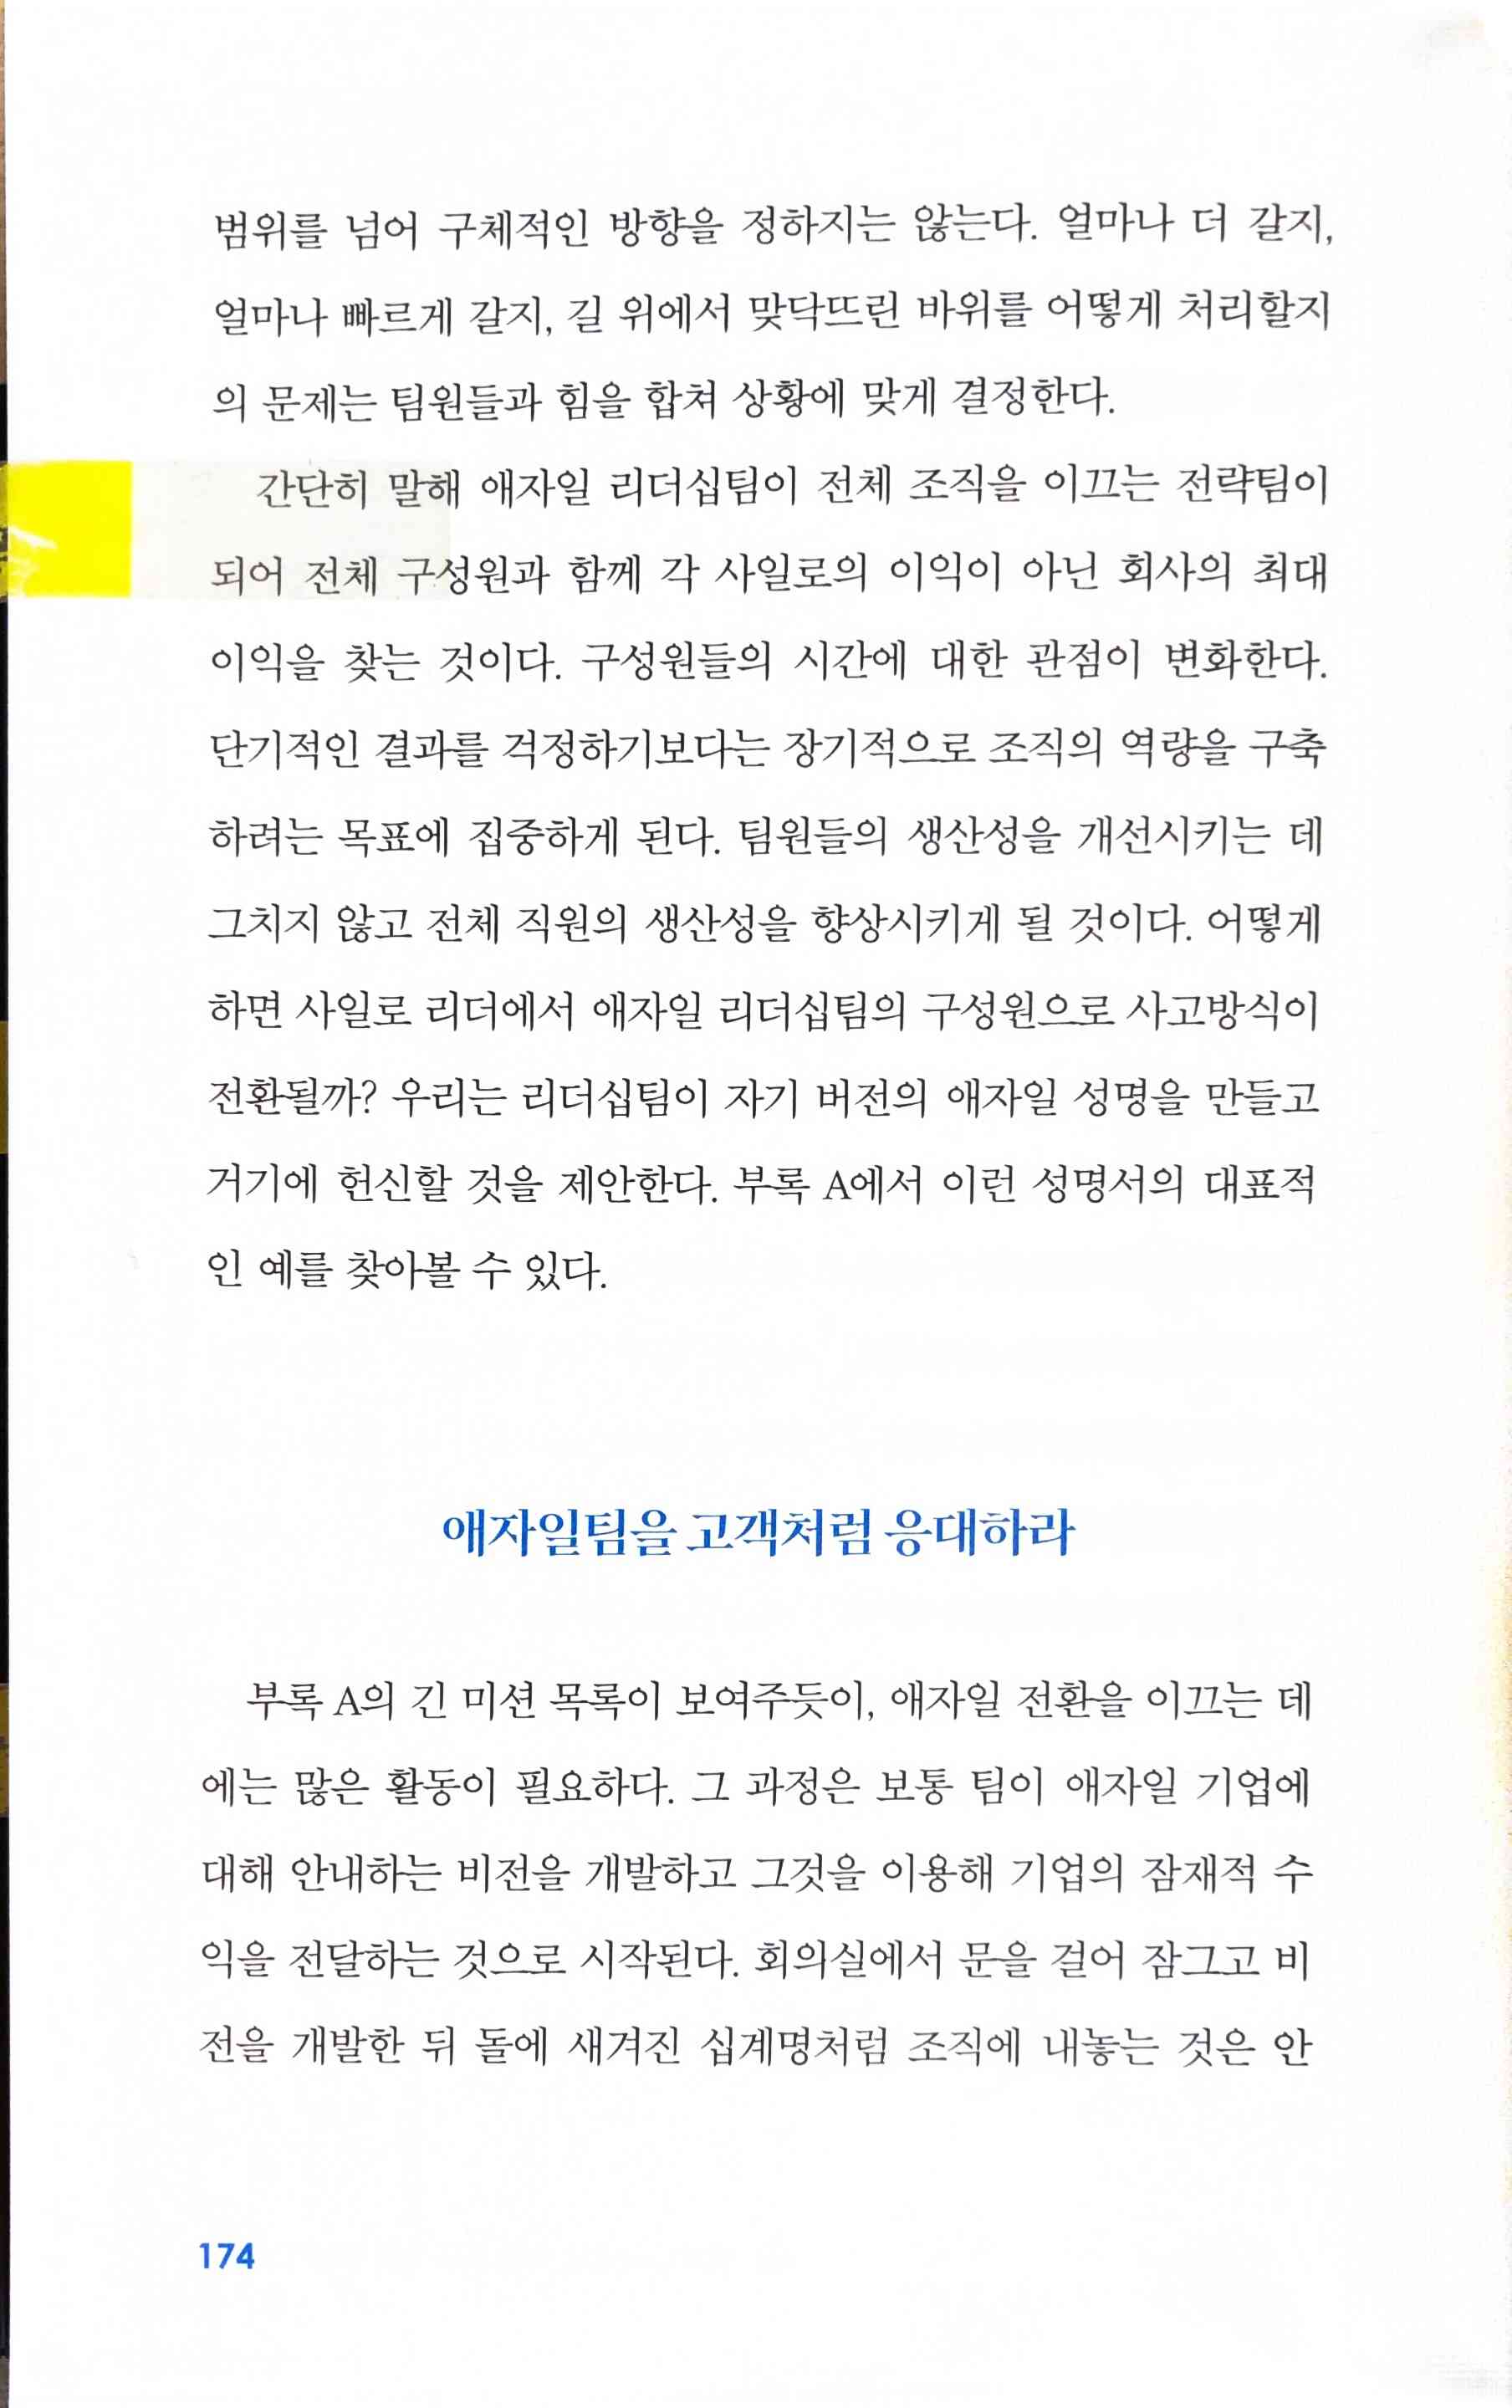 범위를 넘어 구체적인 방향을 정하지는 않는다. 얼마나 더 갈지,
얼마나 빠르게 갈지, 길 위에서 맞닥뜨린 바위를 어떻게 처리할지
의 문제는 팀원들과 힘을 합쳐 상황에 맞게 결정한다.
간단히 말해 애자일 리더십팀이 전체 조직을 이끄는 전략팀이
되어 전체 구성원과 함께 각 사일로의 이익이 아닌 회사의 최대
이익을 찾는 것이다. 구성원들의 시간에 대한 관점이 변화한다.
단기적인 결과를 걱정하기보다는 장기적으로 조직의 역량을 구축
하려는 목표에 집중하게 된다. 팀원들의 생산성을 개선시키는 데
그치지 않고 전체 직원의 생산성을 향상시키게 될 것이다. 어떻게
하면 사일로 리더에서 애자일 리더십팀의 구성원으로 사고방식이
전환될까? 우리는 리더십팀이 자기 버전의 애자일 성명을 만들고
거기에 헌신할 것을 제안한다. 부록 A에서 이런 성명서의 대표적
인 예를 찾아볼 수 있다.
애자일팀을 고객처럼 응대하라
부록 A의 긴 미션 목록이 보여주듯이, 애자일 전환을 이끄는 데
에는 많은 활동이 필요하다. 그 과정은 보통 팀이 애자일 기업에
대해 안내하는 비전을 개발하고 그것을 이용해 기업의 잠재적 수
익을 전달하는 것으로 시작된다. 회의실에서 문을 걸어 잠그고 비
전을 개발한 뒤 돌에 새겨진 십계명처럼 조직에 내놓는 것은 안
174